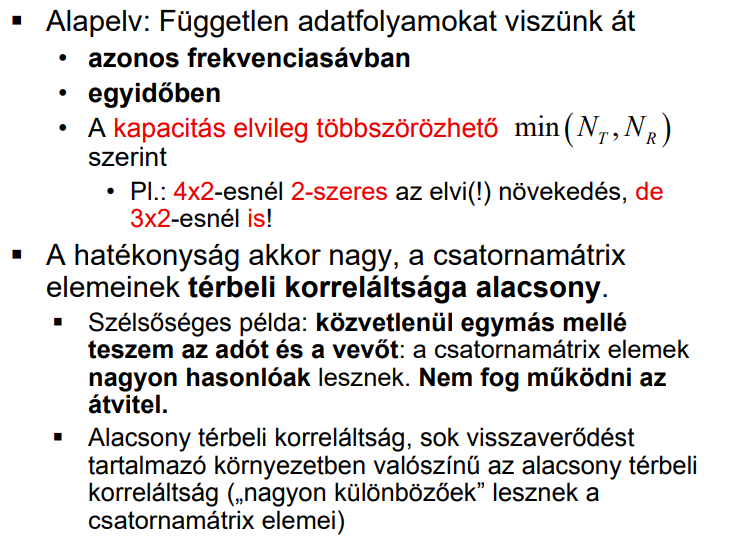 ▪ Alapelv: Független adatfolyamokat viszünk át
• azonos frekvenciasávban
• egyidőben
• A kapacitás elvileg többszörözhető min(N_T, N_R)
szerint
• Pl.: 4x2-esnél 2-szeres az elvi(!) növekedés, de
3x2-esnél is!
▪ A hatékonyság akkor nagy, a csatornamátrix
elemeinek térbeli korreláltsága alacsony.
▪ Szélsőséges példa: közvetlenül egymás mellé
teszem az adót és a vevőt: a csatornamátrix elemek
nagyon hasonlóak lesznek. Nem fog működni az
átvitel.
▪ Alacsony térbeli korreláltság, sok visszaverődést
tartalmazó környezetben valószínű az alacsony térbeli
korreláltság („nagyon különbözőek” lesznek a
csatornamátrix elemei)